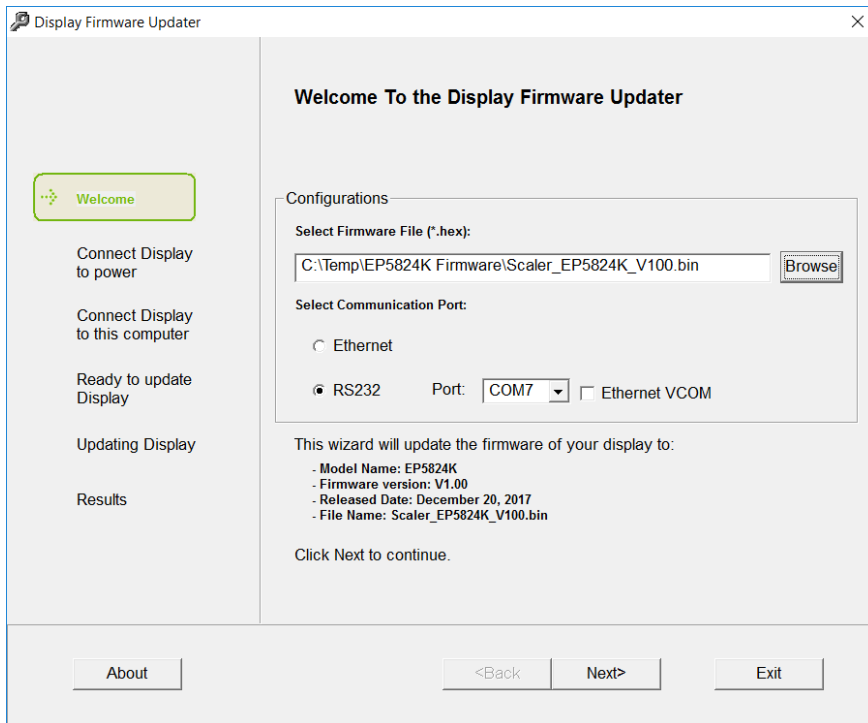 Display Firmware Updater
Welcome To the Display Firmware Updater
Welcome
Connect Display
to power
Connect Display
to this computer
Ready to update
Display
Updating Display
Results
Configurations
Select Firmware File (*.hex):
C:\Temp\EP5824K Firmware\Scaler_EP5824K_V100.bin
Browse
Select Communication Port:
Ethernet
RS232 Port: COM7 Ethernet VCOM
This wizard will update the firmware of your display to:
- Model Name: EP5824K
- Firmware version: V1.00
- Released Date: December 20, 2017
- File Name: Scaler_EP5824K_V100.bin
Click Next to continue.
About <Back Next> Exit